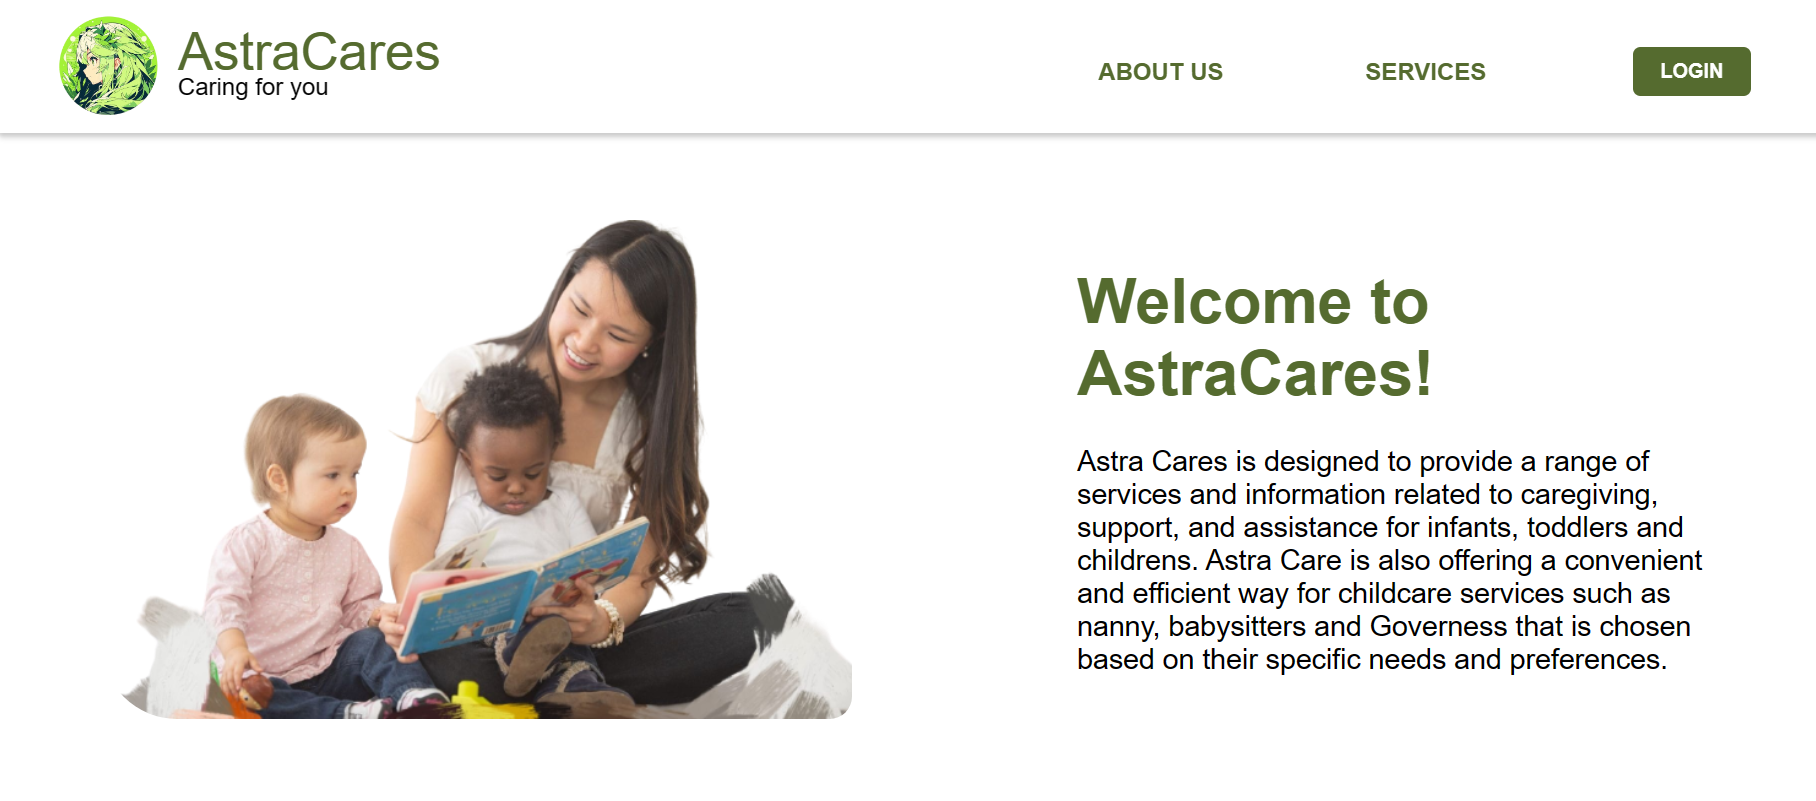 AstraCares
Caring for you
ABOUT US
SERVICES
LOGIN
Welcome to
AstraCares!
Astra Cares is designed to provide a range of
services and information related to caregiving,
support, and assistance for infants, toddlers and
childrens. Astra Care is also offering a convenient
and efficient way for childcare services such as
nanny, babysitters and Governess that is chosen
based on their specific needs and preferences.